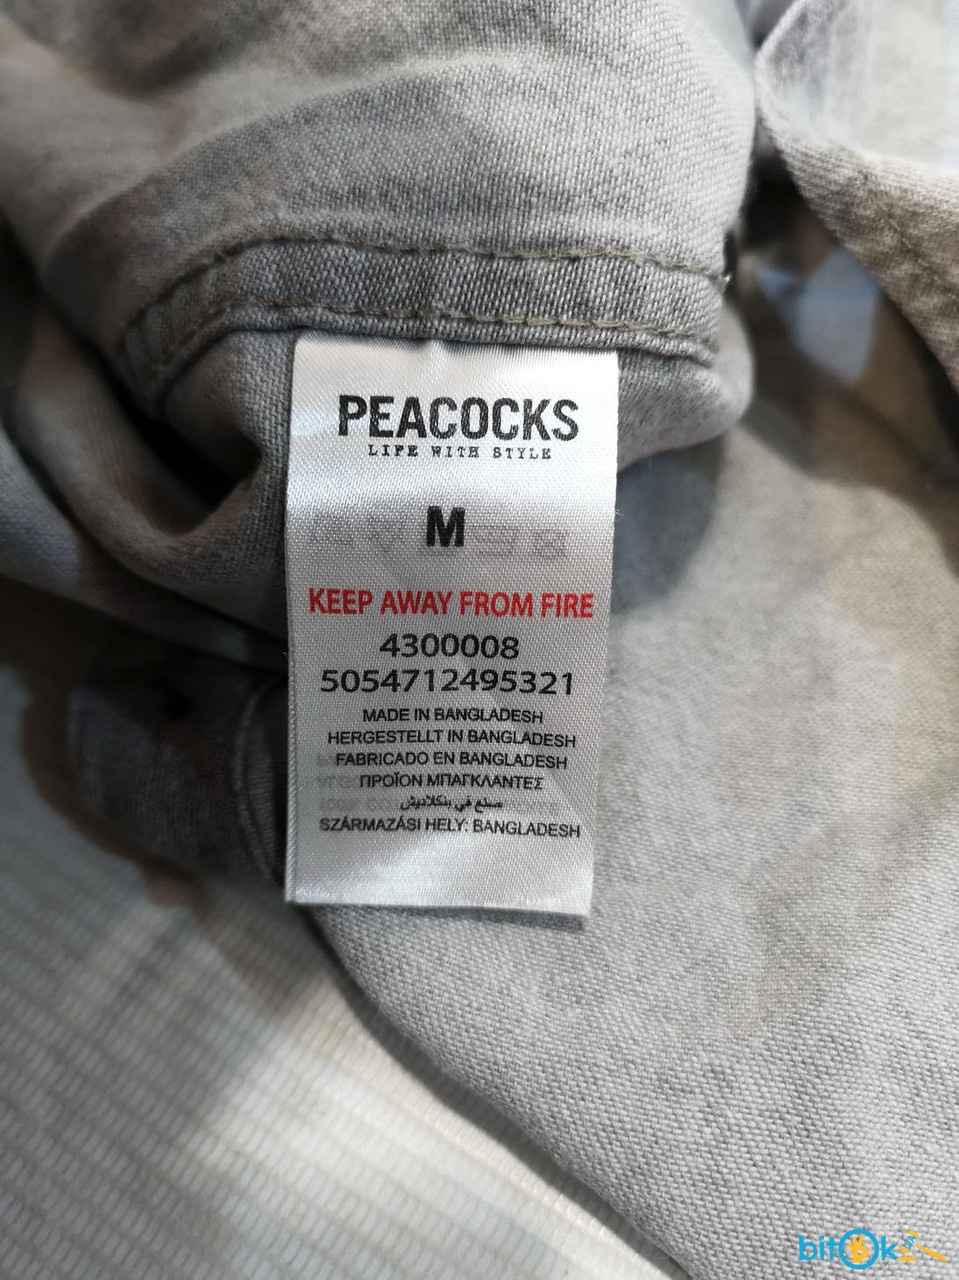 PEACOCKS
LIFE WITH STYLE
M
KEEP AWAY FROM FIRE
4300008
5054712495321
MADE IN BANGLADESH
HERGESTELLT IN BANGLADESH
FABRICADO EN BANGLADESH
ΠΡΟΪΟΝ ΜΠΑΓΚΛΑΝΤΕΣ
صنع في بنكلاديش
SZÁRMAZÁSI HELY: BANGLADESH
bitOk